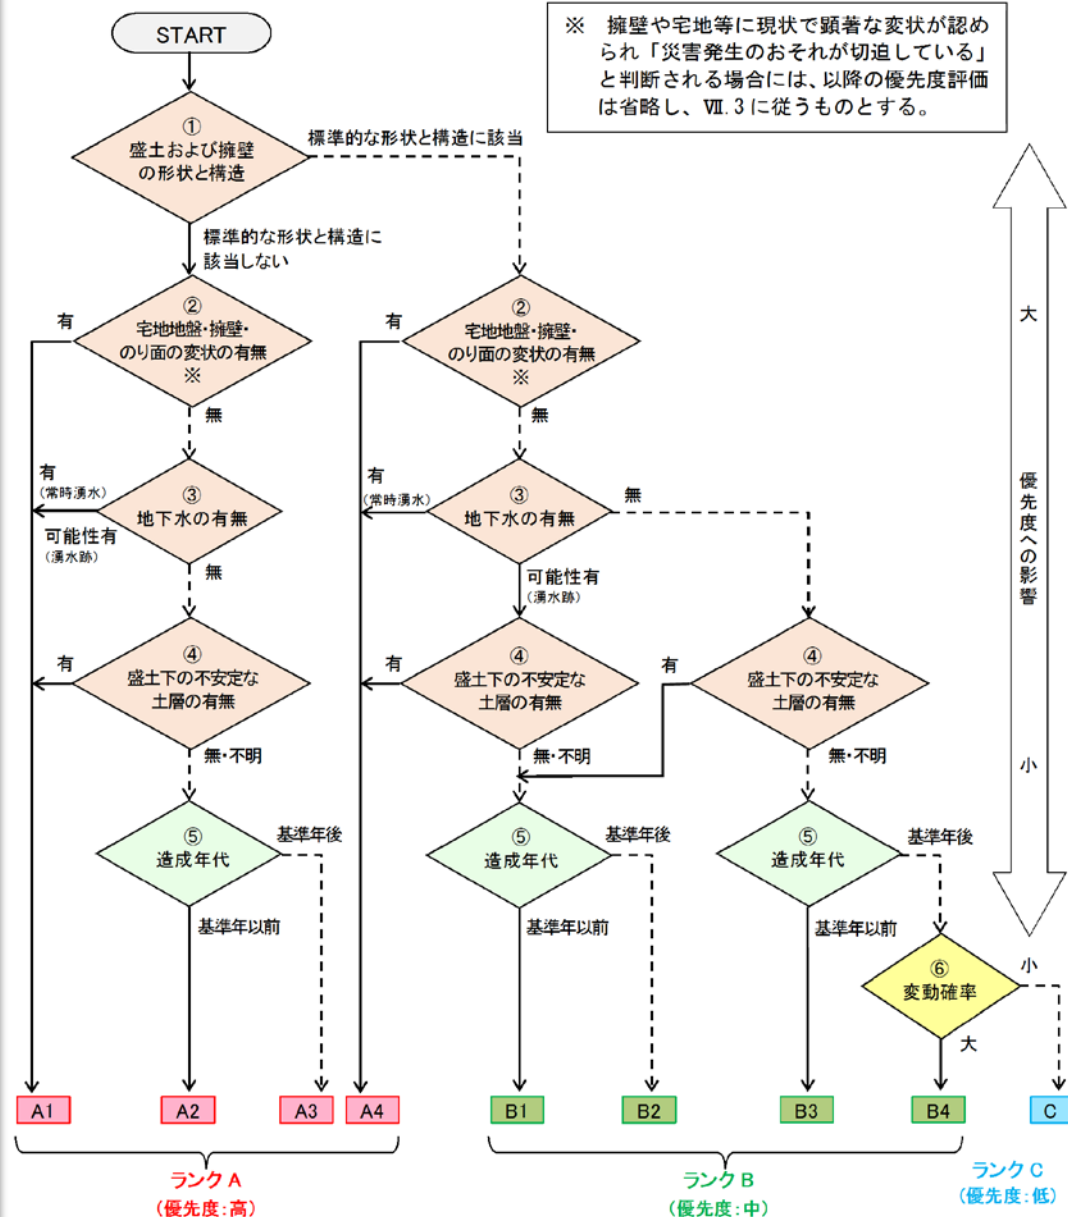 START
※ 擁壁や宅地等に現状で顕著な変状が認め
られ「災害発生のおそれが切迫している」
と判断される場合には、以降の優先度評価
は省略し、Ⅶ.3 に従うものとする。
①
盛土および擁壁
の形状と構造
標準的な形状と構造に該当
標準的な形状と構造に
該当しない
大
優先度への影響
小
有
②
宅地地盤・擁壁・
のり面の変状の有無
※
無
有
②
宅地地盤・擁壁・
のり面の変状の有無
※
無
有
(常時湧水)
可能性有
(湧水跡)
③
地下水の有無
無
有
(常時湧水)
③
地下水の有無
無
可能性有
(湧水跡)
有
④
盛土下の不安定な
土層の有無
無・不明
有
④
盛土下の不安定な
土層の有無
無・不明
有
④
盛土下の不安定な
土層の有無
無・不明
⑤
造成年代
基準年後
基準年以前
⑤
造成年代
基準年後
基準年以前
⑤
造成年代
基準年後
基準年以前
⑥
変動確率
小
大
A1
A2
A3
A4
B1
B2
B3
B4
C
ランク A
(優先度:高)
ランク B
(優先度:中)
ランク C
(優先度:低)